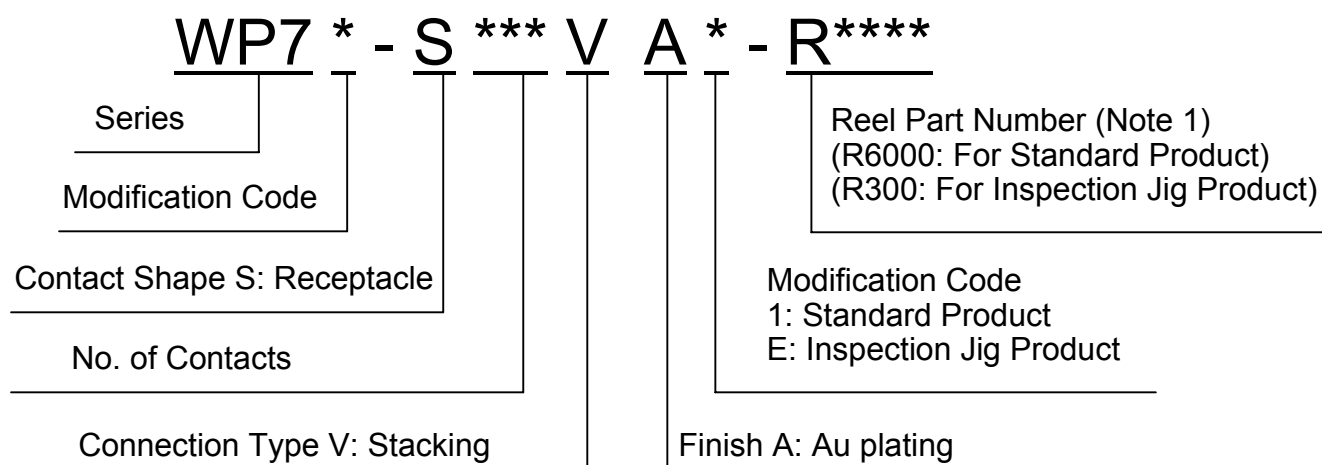 WP7 * - S *** V A * - R****
Series
Modification Code
Contact Shape S: Receptacle
No. of Contacts
Connection Type V: Stacking
Reel Part Number (Note 1)
(R6000: For Standard Product)
(R300: For Inspection Jig Product)
Modification Code
1: Standard Product
E: Inspection Jig Product
Finish A: Au plating